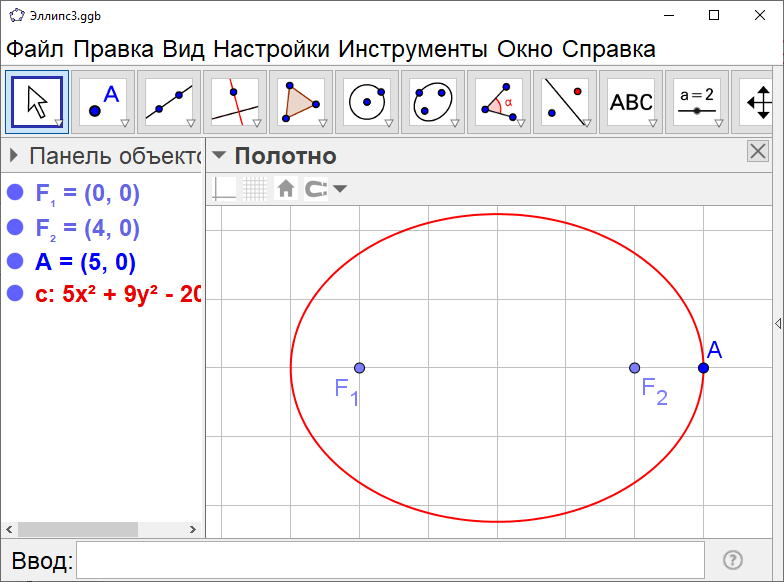 Эллипс3.ggb
Файл Правка Вид Настройки Инструменты Окно Справка
A
α
ABC
a = 2
Панель объекто
Полотно
F₁ = (0, 0)
F₂ = (4, 0)
A = (5, 0)
c: 5x² + 9y² - 20
A
F₁
F₂
Ввод:
?